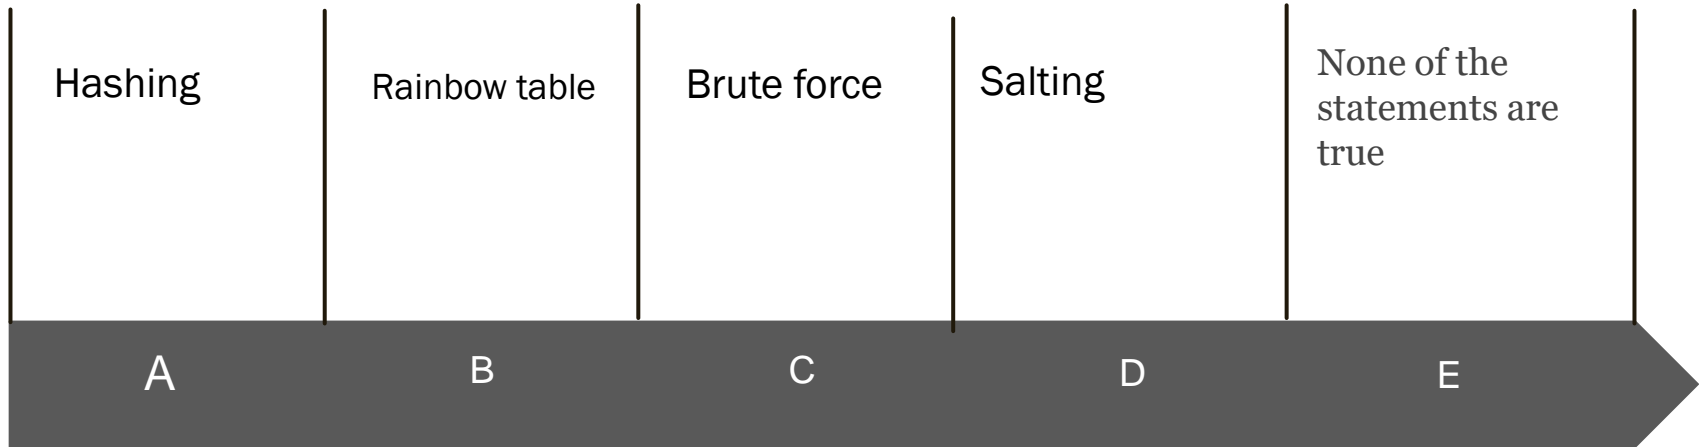 Hashing
Rainbow table
Brute force
Salting
None of the
statements are
true
A
B
C
D
E